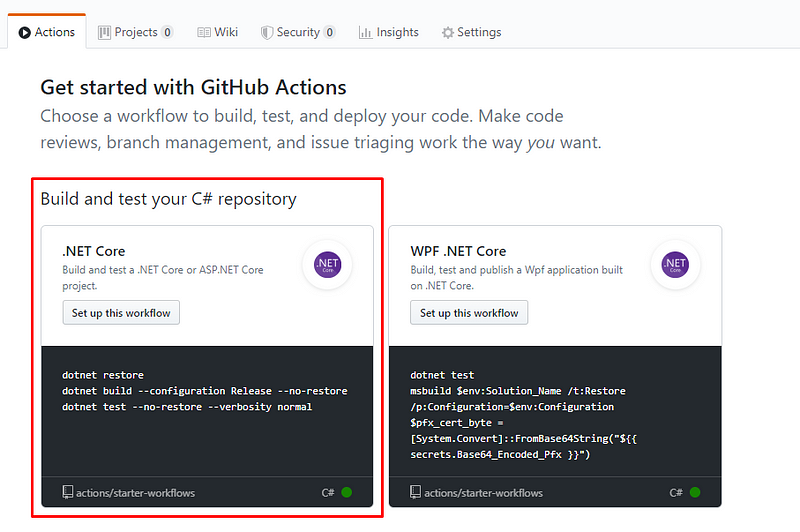 Actions
Projects 0
Wiki
Security 0
Insights
Settings
Get started with GitHub Actions
Choose a workflow to build, test, and deploy your code. Make code
reviews, branch management, and issue triaging work the way you want.
Build and test your C# repository
.NET Core
Build and test a .NET Core or ASP.NET Core
project.
.NET
Core
Set up this workflow
dotnet restore
dotnet build --configuration Release --no-restore
dotnet test --no-restore --verbosity normal
actions/starter-workflows
C#
WPF .NET Core
Build, test and publish a Wpf application built
on .NET Core.
.NET
Core
Set up this workflow
dotnet test
msbuild $env:Solution_Name /t:Restore
/p:Configuration=$env:Configuration
$pfx_cert_byte =
[System.Convert]::FromBase64String("${{
secrets.Base64_Encoded_Pfx }}")
actions/starter-workflows
C#